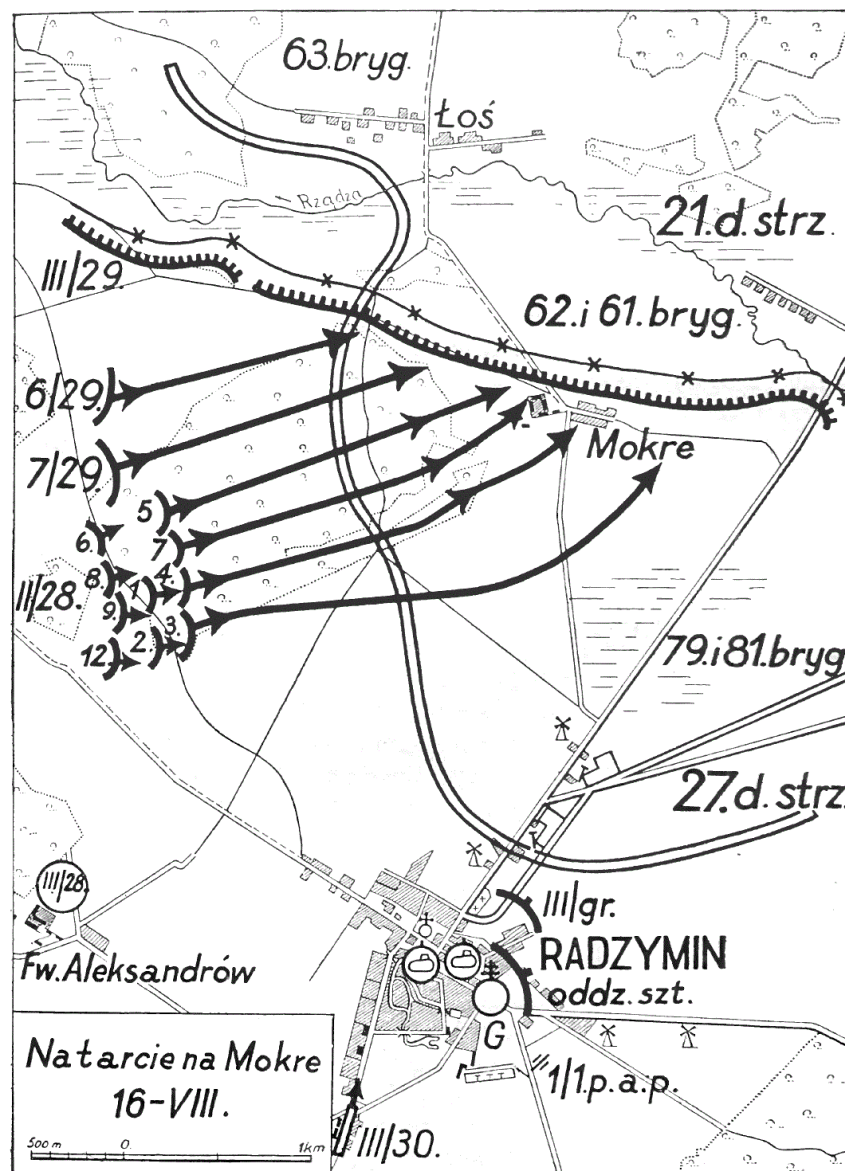 63.bryg.
Łoś
Rządza
21.d.strz.
III/29.
62.i 61.bryg.
6/29.
Mokre
7/29.
5
6.
7
8.
4.
1
II/28.
9.
3.
2.
12.
79.i81.bryg.
27.d.strz.
III/28.
III/gr.
RADZYMIN
oddz. szt.
Fw.Aleksandrów
G
Natarcie na Mokre
16-VIII.
1/1.p.a.p.
III/30.
500 m 0. 1km